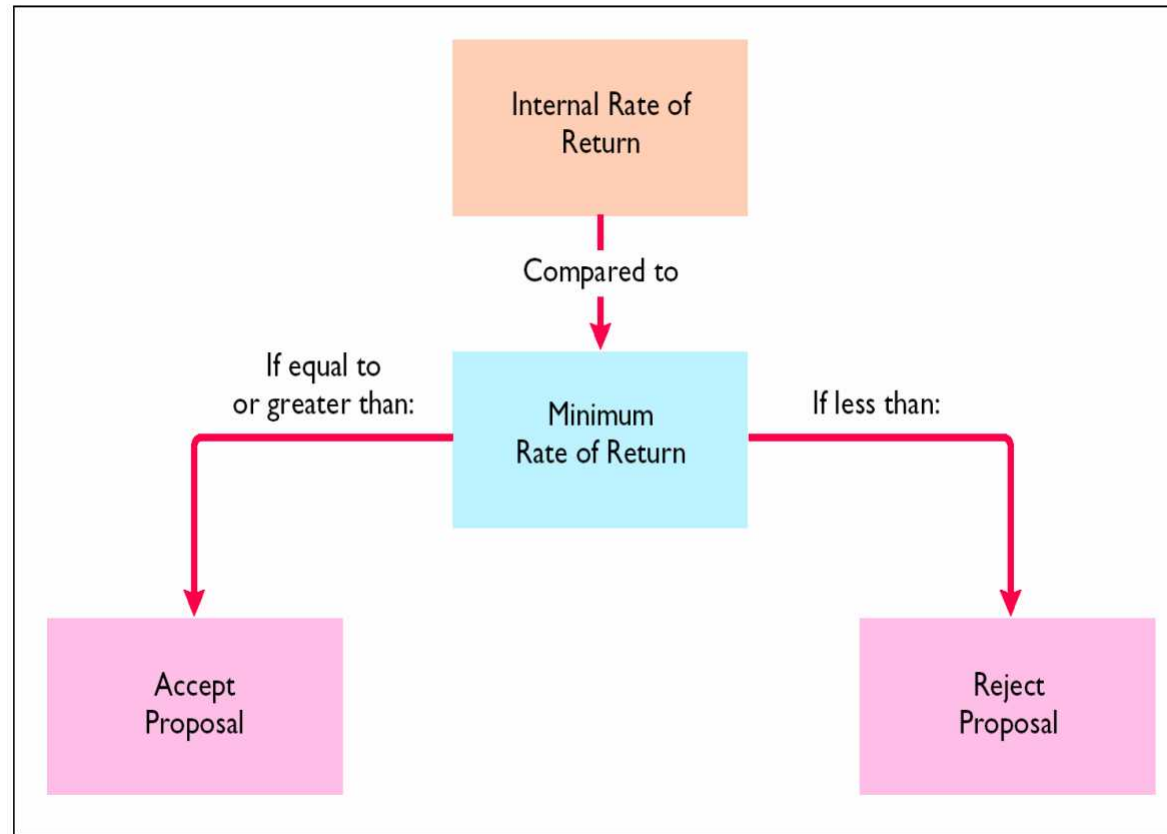 Internal Rate of
Return
Compared to
If equal to
or greater than:
Minimum
Rate of Return
If less than:
Accept
Proposal
Reject
Proposal